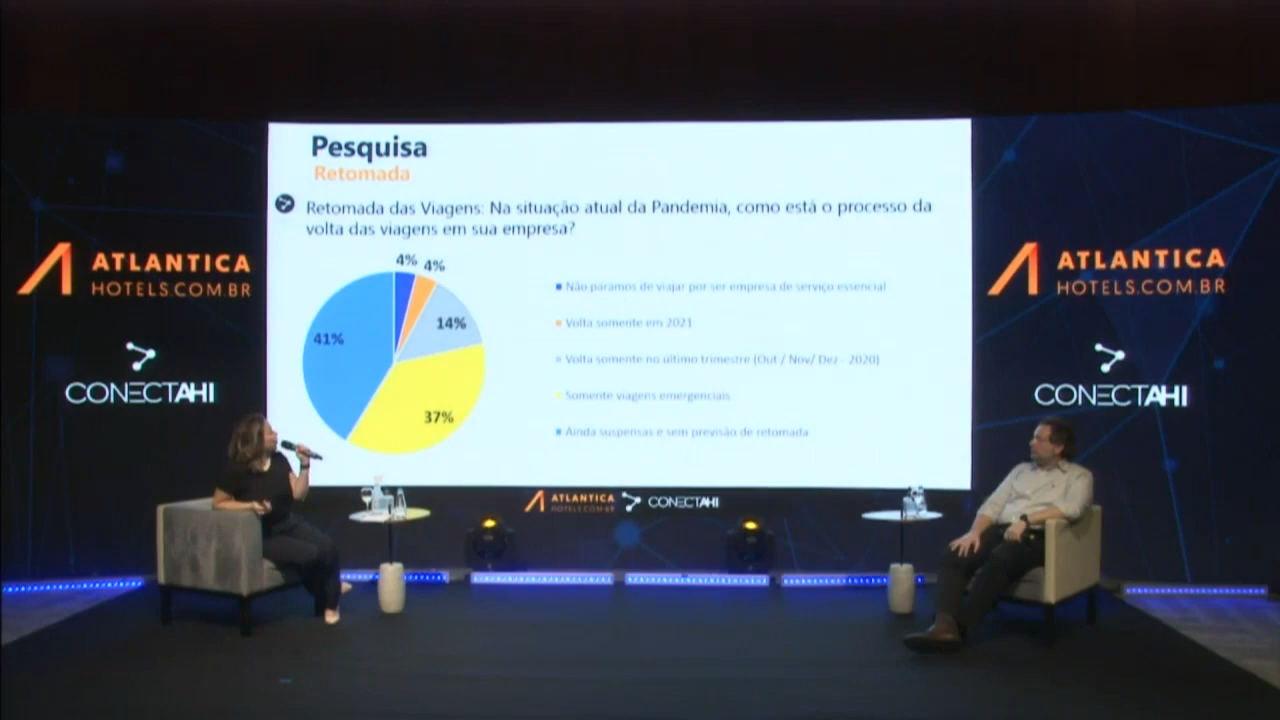 Pesquisa
Retomada
Retomada das Viagens: Na situação atual da Pandemia, como está o processo da
volta das viagens em sua empresa?
4%
4%
14%
41%
37%
Não paramos de viajar por ser empresa de serviço essencial
Volta somente em 2021
Volta somente no último trimestre (Out / Nov/ Dez - 2020)
Somente viagens emergenciais
Ainda suspensas e sem previsão de retomada
ATLANTICA
HOTELS.COM.BR
CONECTAHI
ATLANTICA
HOTELS.COM.BR
CONECTAHI
ATLANTICA
HOTELS.COM.BR
CONECTAHI